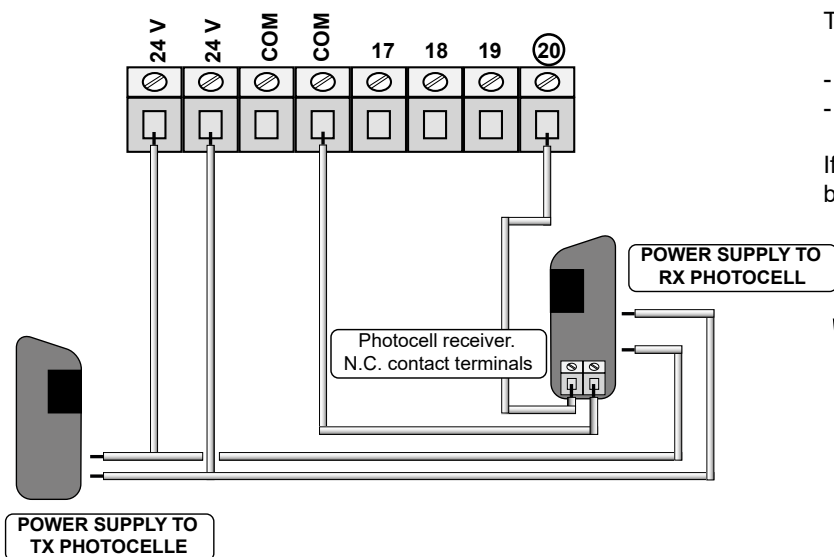 24 V 24 V COM COM 17 18 19 20
T
-
-
If
b
POWER SUPPLY TO
RX PHOTOCELL
Photocell receiver.
N.C. contact terminals
POWER SUPPLY TO
TX PHOTOCELLE